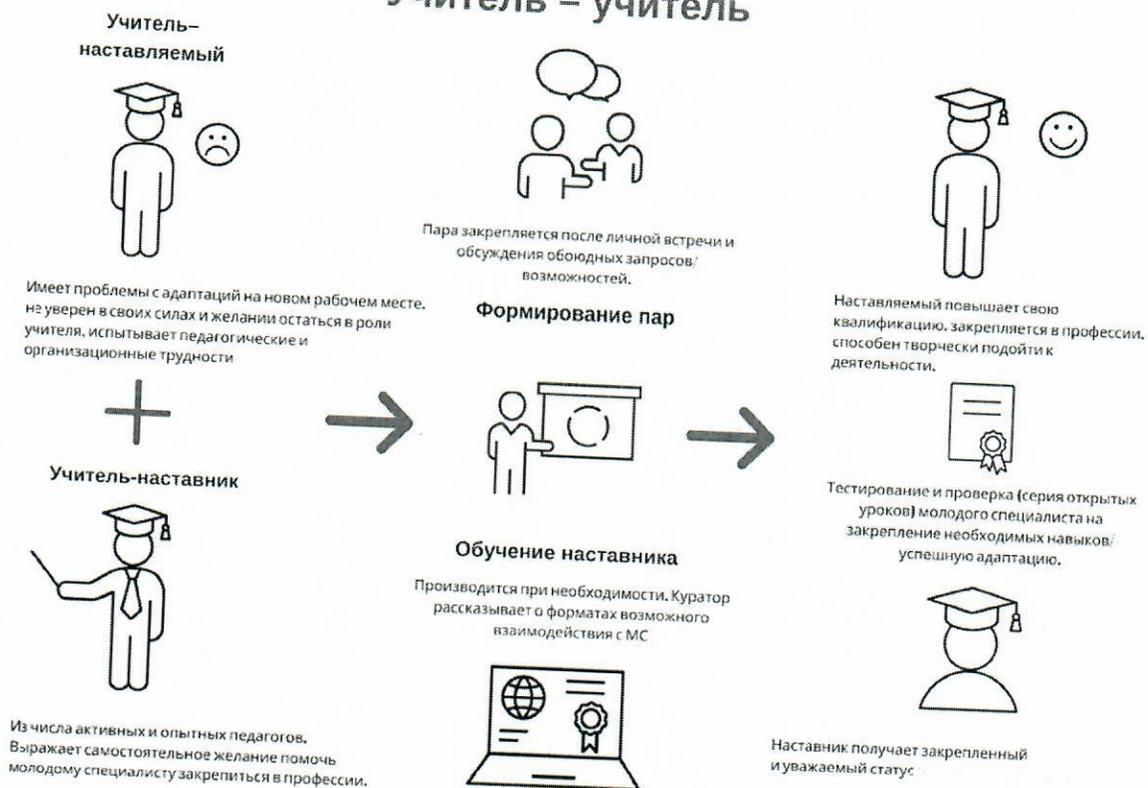 Учитель – учитель
Учитель–
наставляемый
Имеет проблемы с адаптаций на новом рабочем месте.
не уверен в своих силах и желании остаться в роли
учителя, испытывает педагогические и
организационные трудности
Учитель-наставник
Из числа активных и опытных педагогов.
Выражает самостоятельное желание помочь
молодому специалисту закрепиться в профессии.
Пара закрепляется после личной встречи и
обсуждения обоюдных запросов/
возможностей.
Формирование пар
Обучение наставника
Производится при необходимости. Куратор
рассказывает о форматах возможного
взаимодействия с МС
Наставляемый повышает свою
квалификацию, закрепляется в профессии.
способен творчески подойти к
деятельности.
Тестирование и проверка (серия открытых
уроков) молодого специалиста на
закрепление необходимых навыков/
успешную адаптацию.
Наставник получает закрепленный
и уважаемый статус